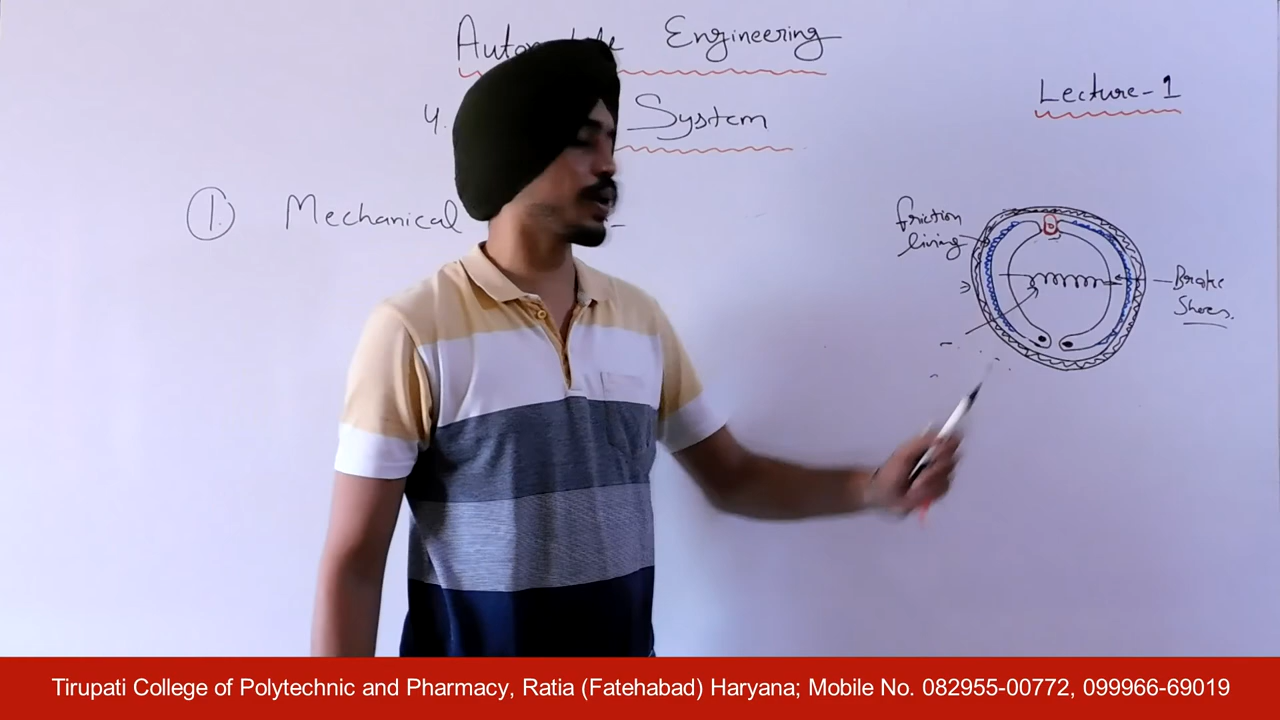 Engineering
Lecture-1
4.
System
1. Mechanical
friction
living
Brake
Shoes.
Tirupati College of Polytechnic and Pharmacy, Ratia (Fatehabad) Haryana; Mobile No. 082955-00772, 099966-69019